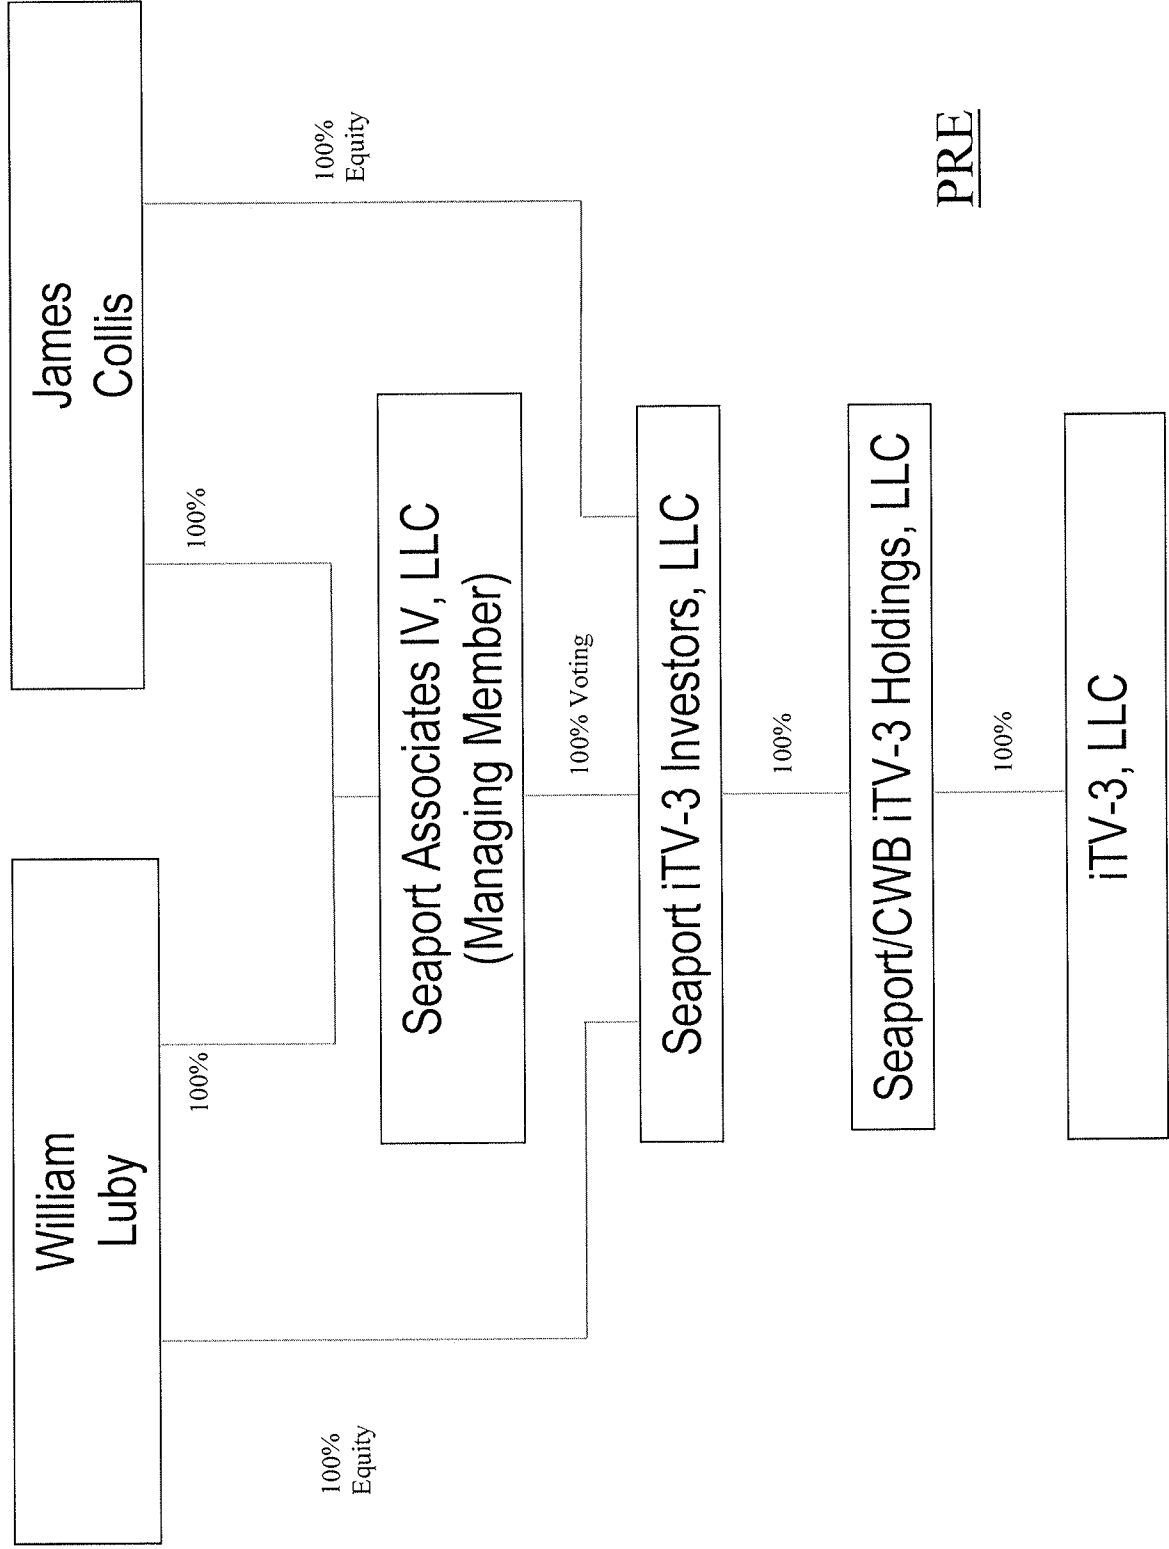 William
Luby
James
Collis
100%
100%
100%
Equity
100%
Equity
Seaport Associates IV, LLC
(Managing Member)
100% Voting
Seaport iTV-3 Investors, LLC
100%
Seaport/CWB iTV-3 Holdings, LLC
100%
iTV-3, LLC
PRE